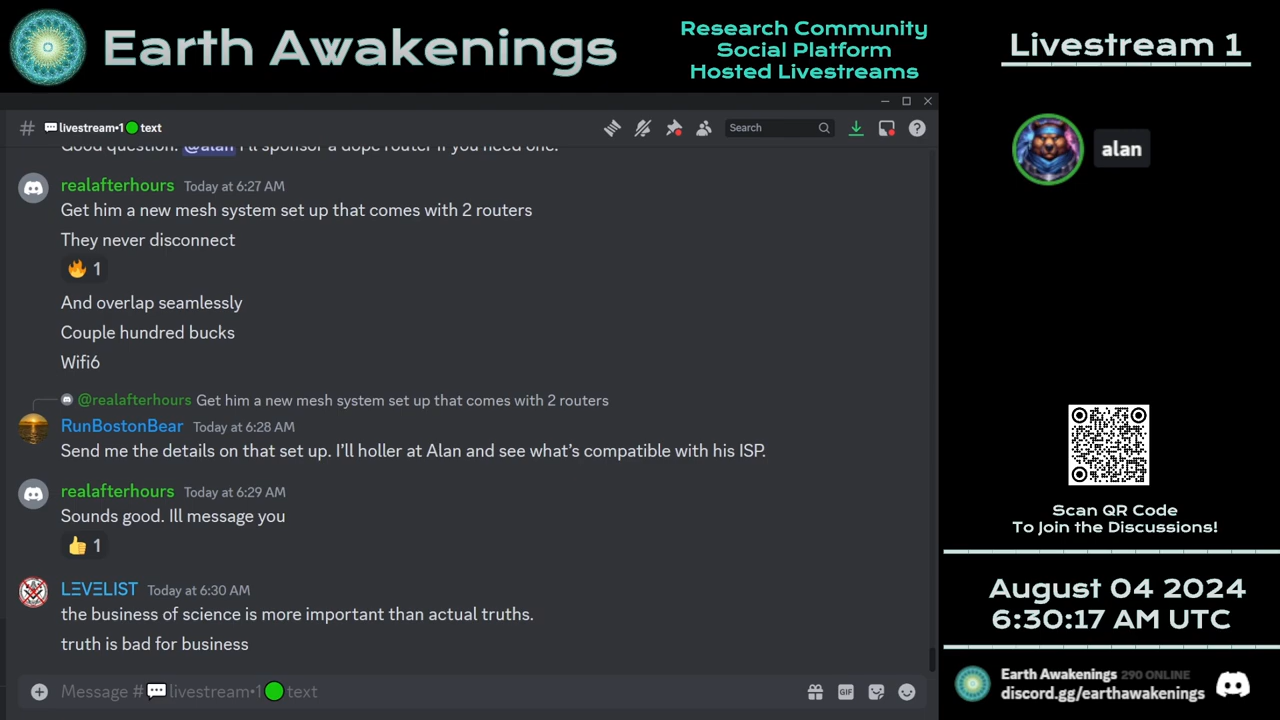 Earth Awakenings
Research Community
Social Platform
Hosted Livestreams
Livestream 1
# 💬livestream•1🟢text
Search
Good question. @alan I'll sponsor a dope router if you need one.
realafterhours Today at 6:27 AM
Get him a new mesh system set up that comes with 2 routers
They never disconnect
🔥 1
And overlap seamlessly
Couple hundred bucks
Wifi6
@realafterhours Get him a new mesh system set up that comes with 2 routers
RunBostonBear Today at 6:28 AM
Send me the details on that set up. I'll holler at Alan and see what's compatible with his ISP.
realafterhours Today at 6:29 AM
Sounds good. Ill message you
👍 1
LΞVΞLIST Today at 6:30 AM
the business of science is more important than actual truths.
truth is bad for business
Message #💬livestream•1🟢text
GIF
alan
Scan QR Code
To Join the Discussions!
August 04 2024
6:30:17 AM UTC
Earth Awakenings 290 ONLINE
discord.gg/earthawakenings